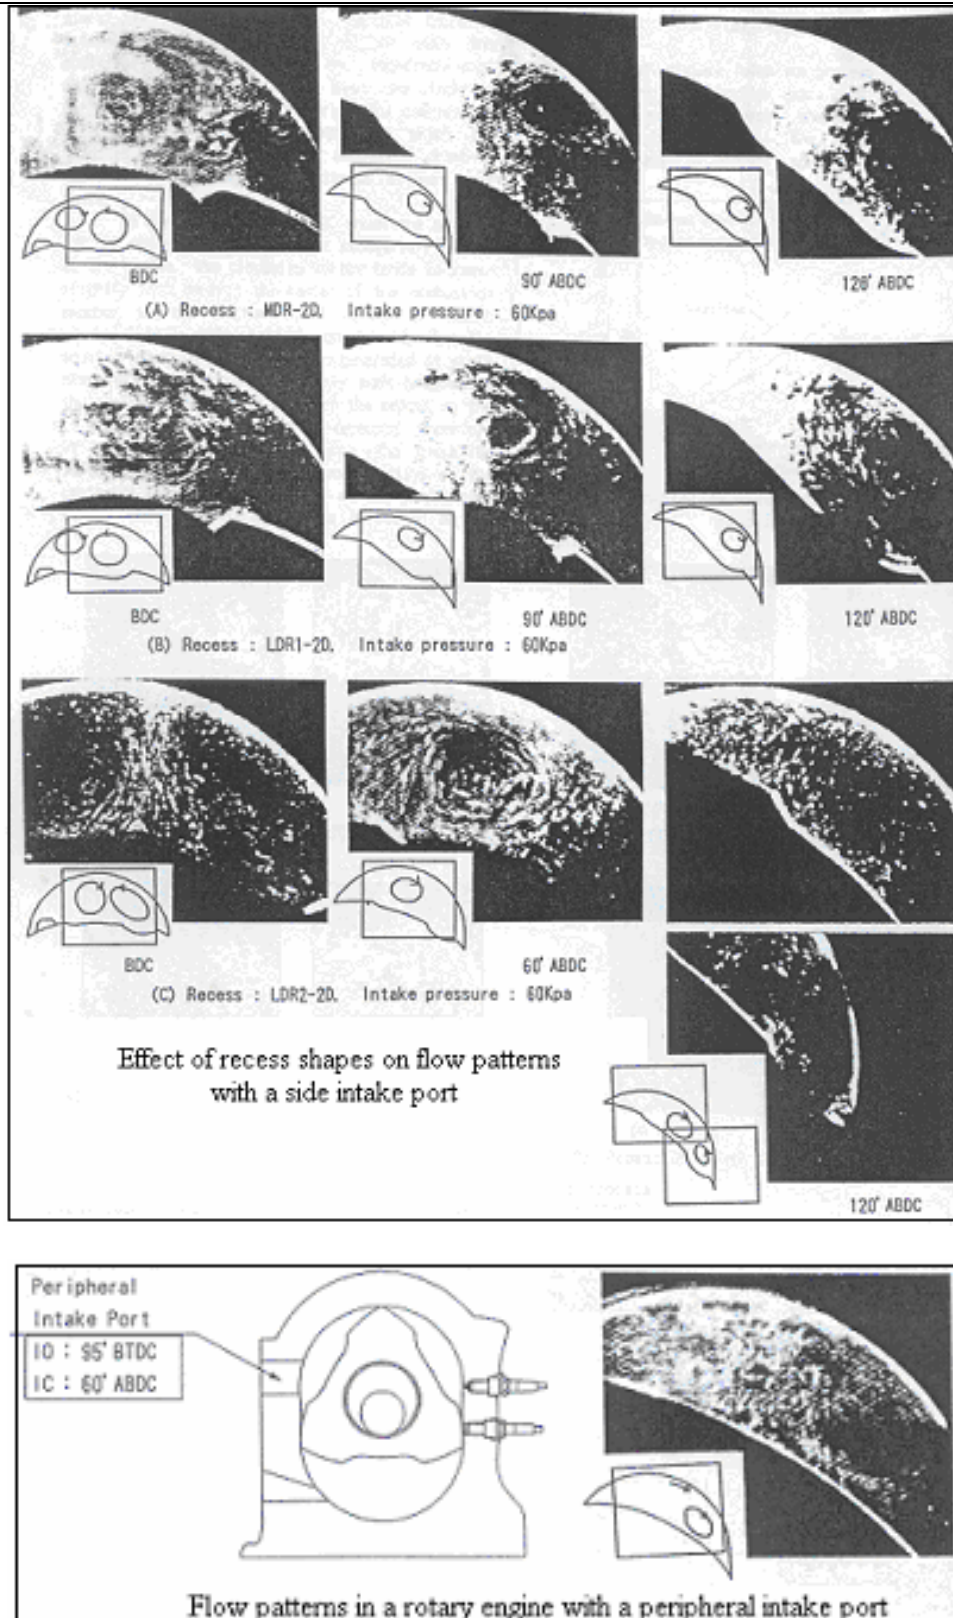 BDC
90° ABDC
126° ABDC
(A) Recess : MDR-2D, Intake pressure : 60Kpa
BDC
90° ABDC
120° ABDC
(B) Recess : LDR1-2D, Intake pressure : 60Kpa
BDC
60° ABDC
(C) Recess : LDR2-2D, Intake pressure : 60Kpa
Effect of recess shapes on flow patterns
with a side intake port
120° ABDC
Peripheral
Intake Port
IO : 95° BTDC
IC : 60° ABDC
Flow patterns in a rotary engine with a peripheral intake port